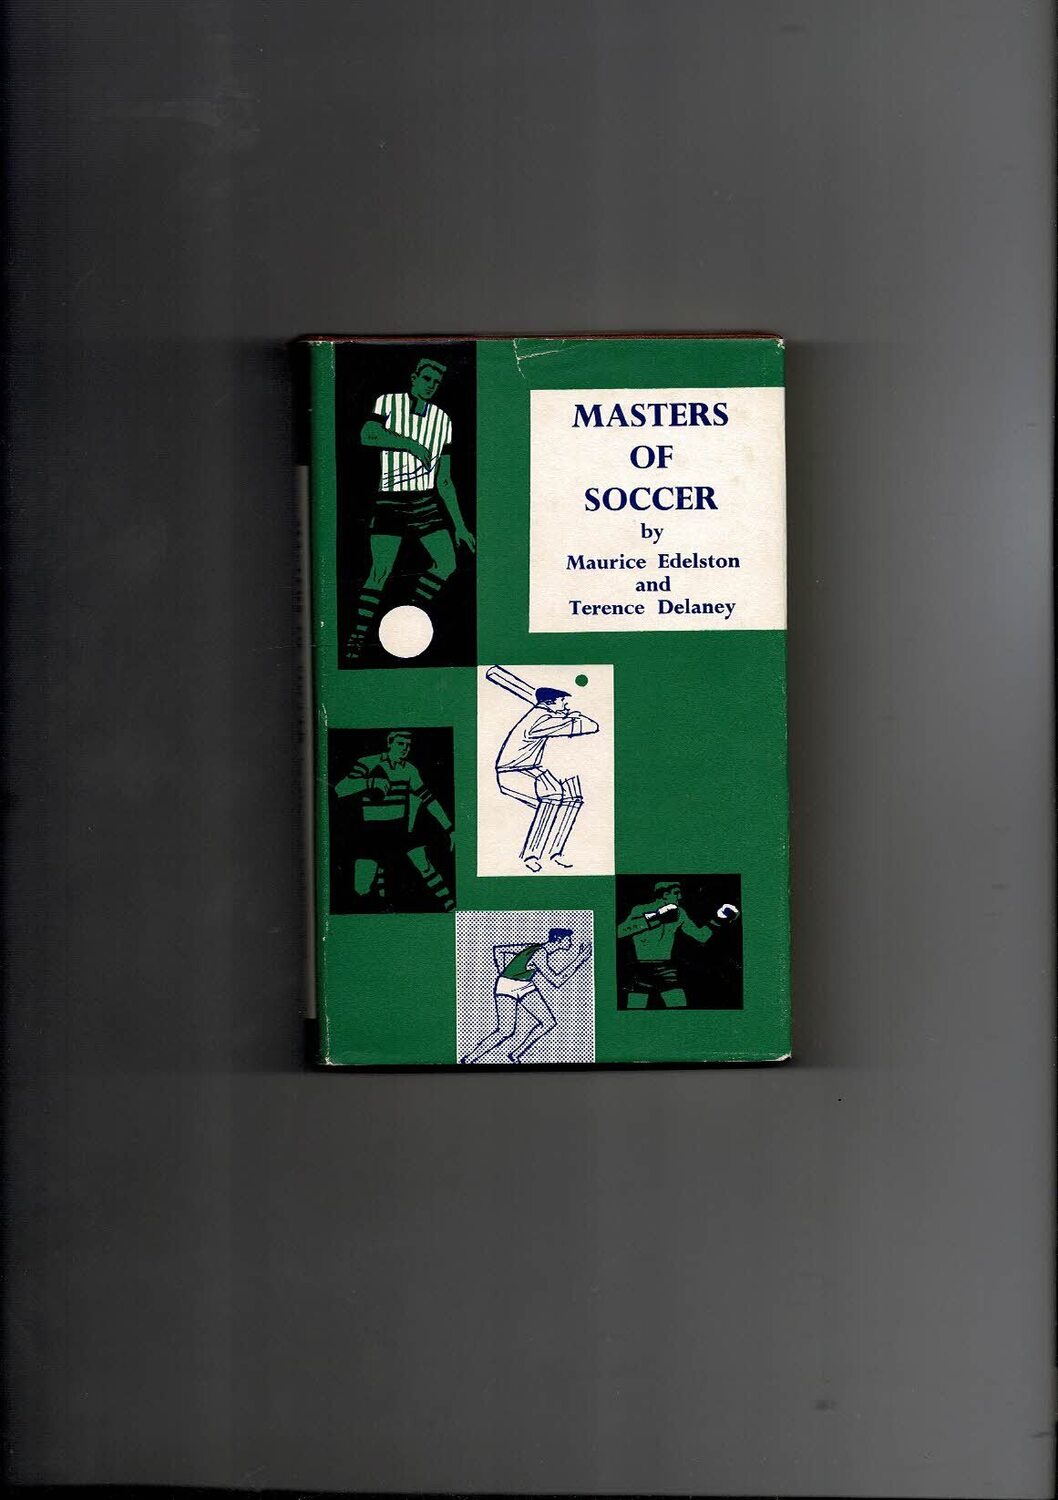 MASTERS
OF
SOCCER
by
Maurice Edelston
and
Terence Delaney